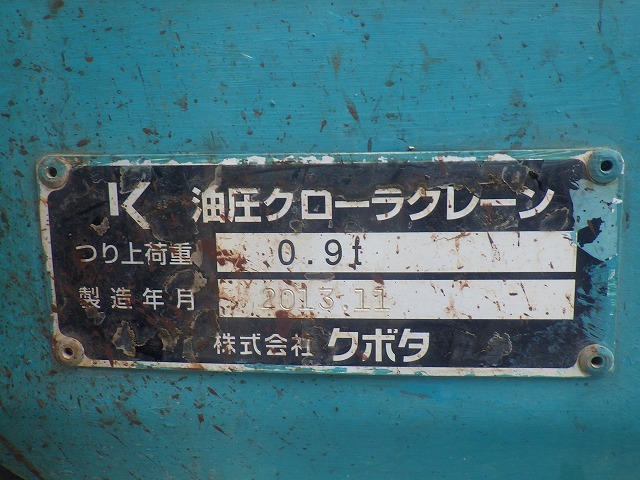 K 油圧クローラクレーン
つり上荷重 0.9t
製造年月 2013 11
株式会社 クボタ